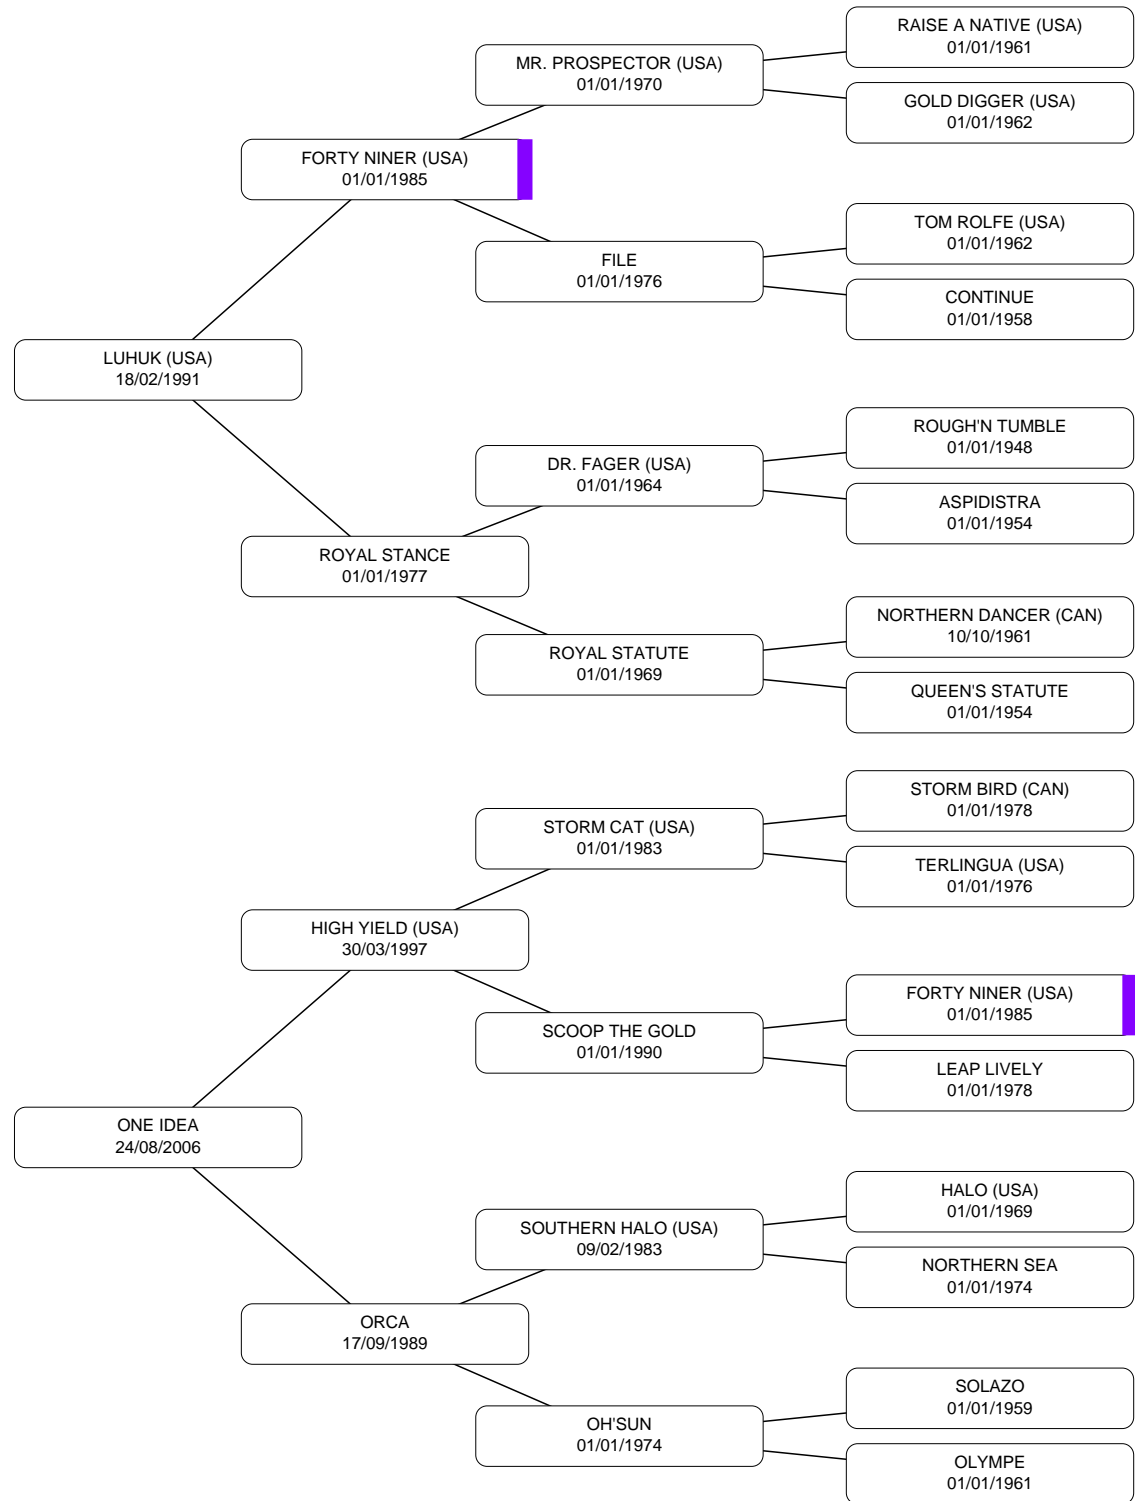 RAISE A NATIVE (USA)
01/01/1961
MR. PROSPECTOR (USA)
01/01/1970
GOLD DIGGER (USA)
01/01/1962
FORTY NINER (USA)
01/01/1985
TOM ROLFE (USA)
01/01/1962
FILE
01/01/1976
CONTINUE
01/01/1958
LUHUK (USA)
18/02/1991
ROUGH'N TUMBLE
01/01/1948
DR. FAGER (USA)
01/01/1964
ASPIDISTRA
01/01/1954
ROYAL STANCE
01/01/1977
NORTHERN DANCER (CAN)
10/10/1961
ROYAL STATUTE
01/01/1969
QUEEN'S STATUTE
01/01/1954
STORM BIRD (CAN)
01/01/1978
STORM CAT (USA)
01/01/1983
TERLINGUA (USA)
01/01/1976
HIGH YIELD (USA)
30/03/1997
FORTY NINER (USA)
01/01/1985
SCOOP THE GOLD
01/01/1990
LEAP LIVELY
01/01/1978
ONE IDEA
24/08/2006
HALO (USA)
01/01/1969
SOUTHERN HALO (USA)
09/02/1983
NORTHERN SEA
01/01/1974
ORCA
17/09/1989
SOLAZO
01/01/1959
OH'SUN
01/01/1974
OLYMPE
01/01/1961